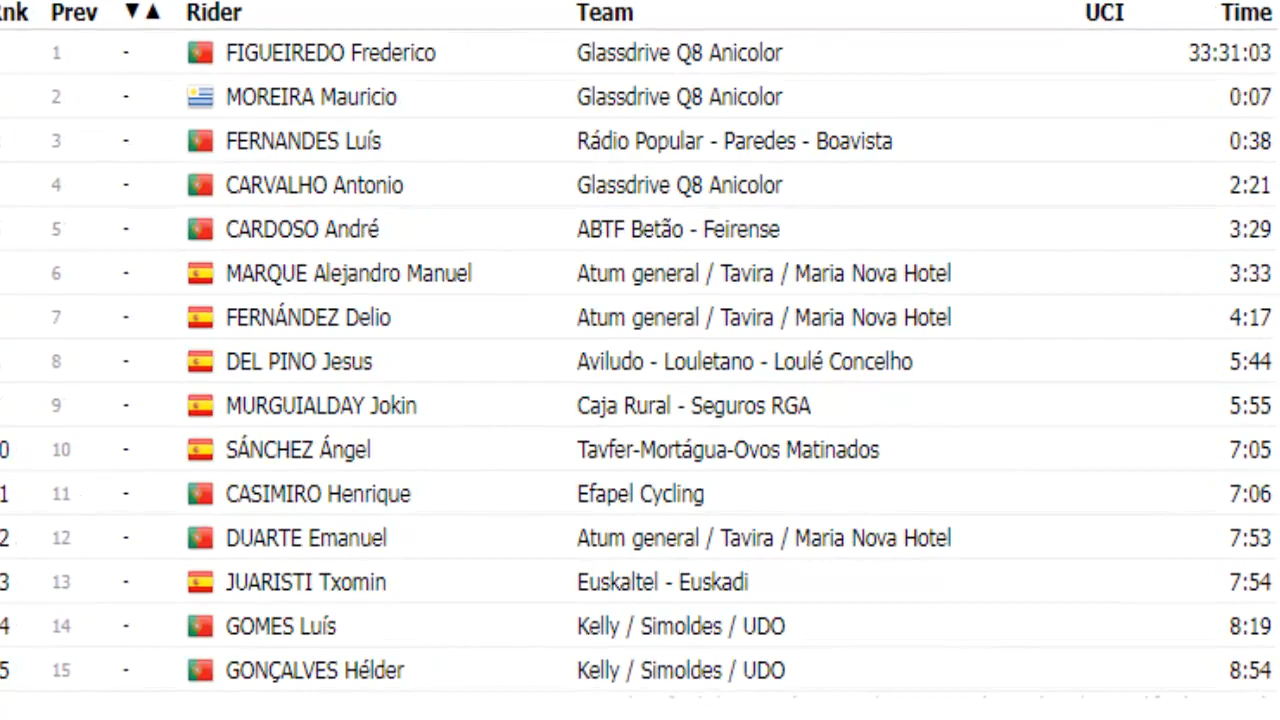 nk Prev ▼▲ Rider Team UCI Time
1 - FIGUEIREDO Frederico Glassdrive Q8 Anicolor 33:31:03
2 - MOREIRA Mauricio Glassdrive Q8 Anicolor 0:07
3 - FERNANDES Luís Rádio Popular - Paredes - Boavista 0:38
4 - CARVALHO Antonio Glassdrive Q8 Anicolor 2:21
5 - CARDOSO André ABTF Betão - Feirense 3:29
6 - MARQUE Alejandro Manuel Atum general / Tavira / Maria Nova Hotel 3:33
7 - FERNÁNDEZ Delio Atum general / Tavira / Maria Nova Hotel 4:17
8 - DEL PINO Jesus Aviludo - Louletano - Loulé Concelho 5:44
9 - MURGUIALDAY Jokin Caja Rural - Seguros RGA 5:55
0 10 - SÁNCHEZ Ángel Tavfer-Mortágua-Ovos Matinados 7:05
1 11 - CASIMIRO Henrique Efapel Cycling 7:06
2 12 - DUARTE Emanuel Atum general / Tavira / Maria Nova Hotel 7:53
3 13 - JUARISTI Txomin Euskaltel - Euskadi 7:54
4 14 - GOMES Luís Kelly / Simoldes / UDO 8:19
5 15 - GONÇALVES Hélder Kelly / Simoldes / UDO 8:54